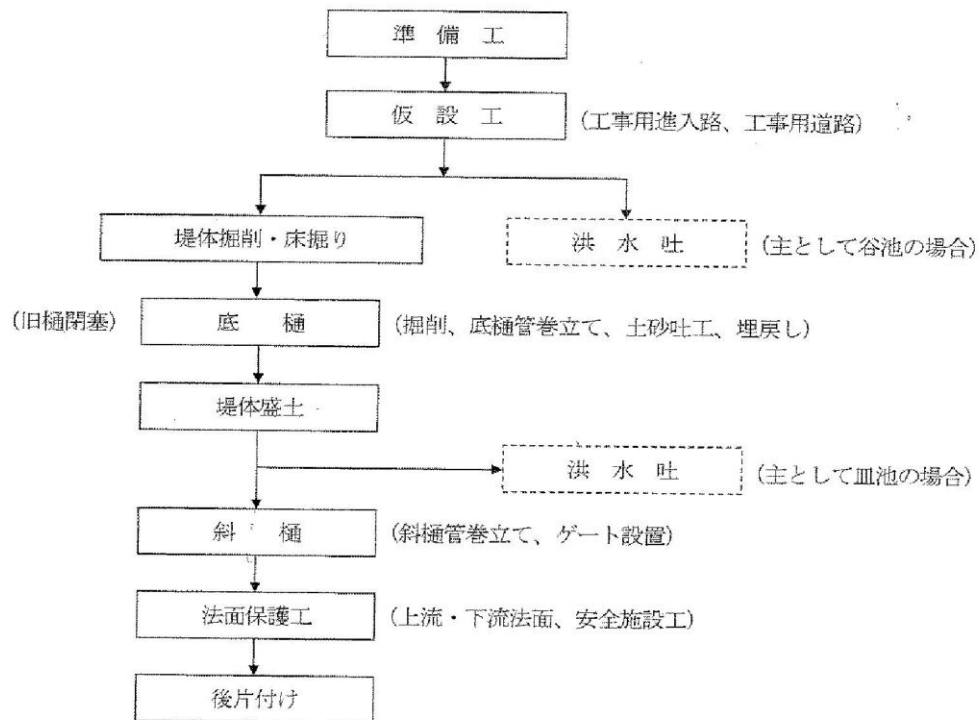 準備工
仮設工 (工事用進入路、工事用道路)
堤体掘削・床掘り 洪水吐 (主として谷池の場合)
(旧樋閉塞) 底樋 (掘削、底樋管巻立て、土砂吐工、埋戻し)
堤体盛土
洪水吐 (主として皿池の場合)
斜樋 (斜樋管巻立て、ゲート設置)
法面保護工 (上流・下流法面、安全施設工)
後片付け